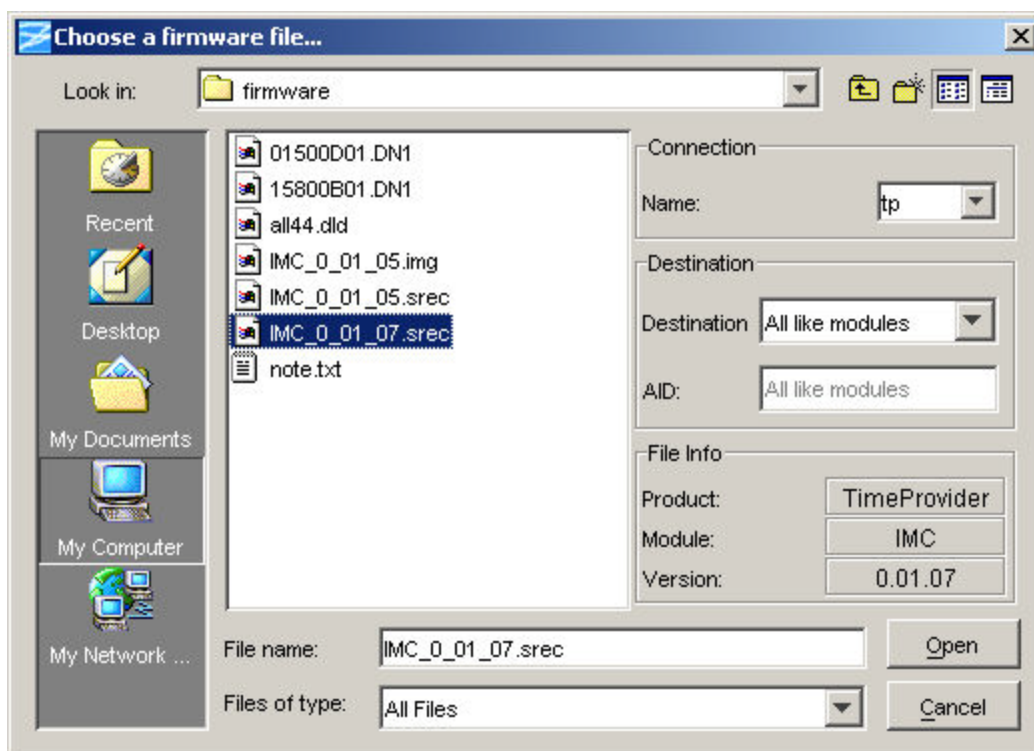 Choose a firmware file...
Look in:
firmware
Recent
Desktop
My Documents
My Computer
My Network ...
01500D01.DN1
15800B01.DN1
all44.dld
IMC_0_01_05.img
IMC_0_01_05.srec
IMC_0_01_07.srec
note.txt
Connection
Name: tp
Destination
Destination All like modules
AID: All like modules
File Info
Product: TimeProvider
Module: IMC
Version: 0.01.07
File name: IMC_0_01_07.srec
Open
Files of type: All Files
Cancel